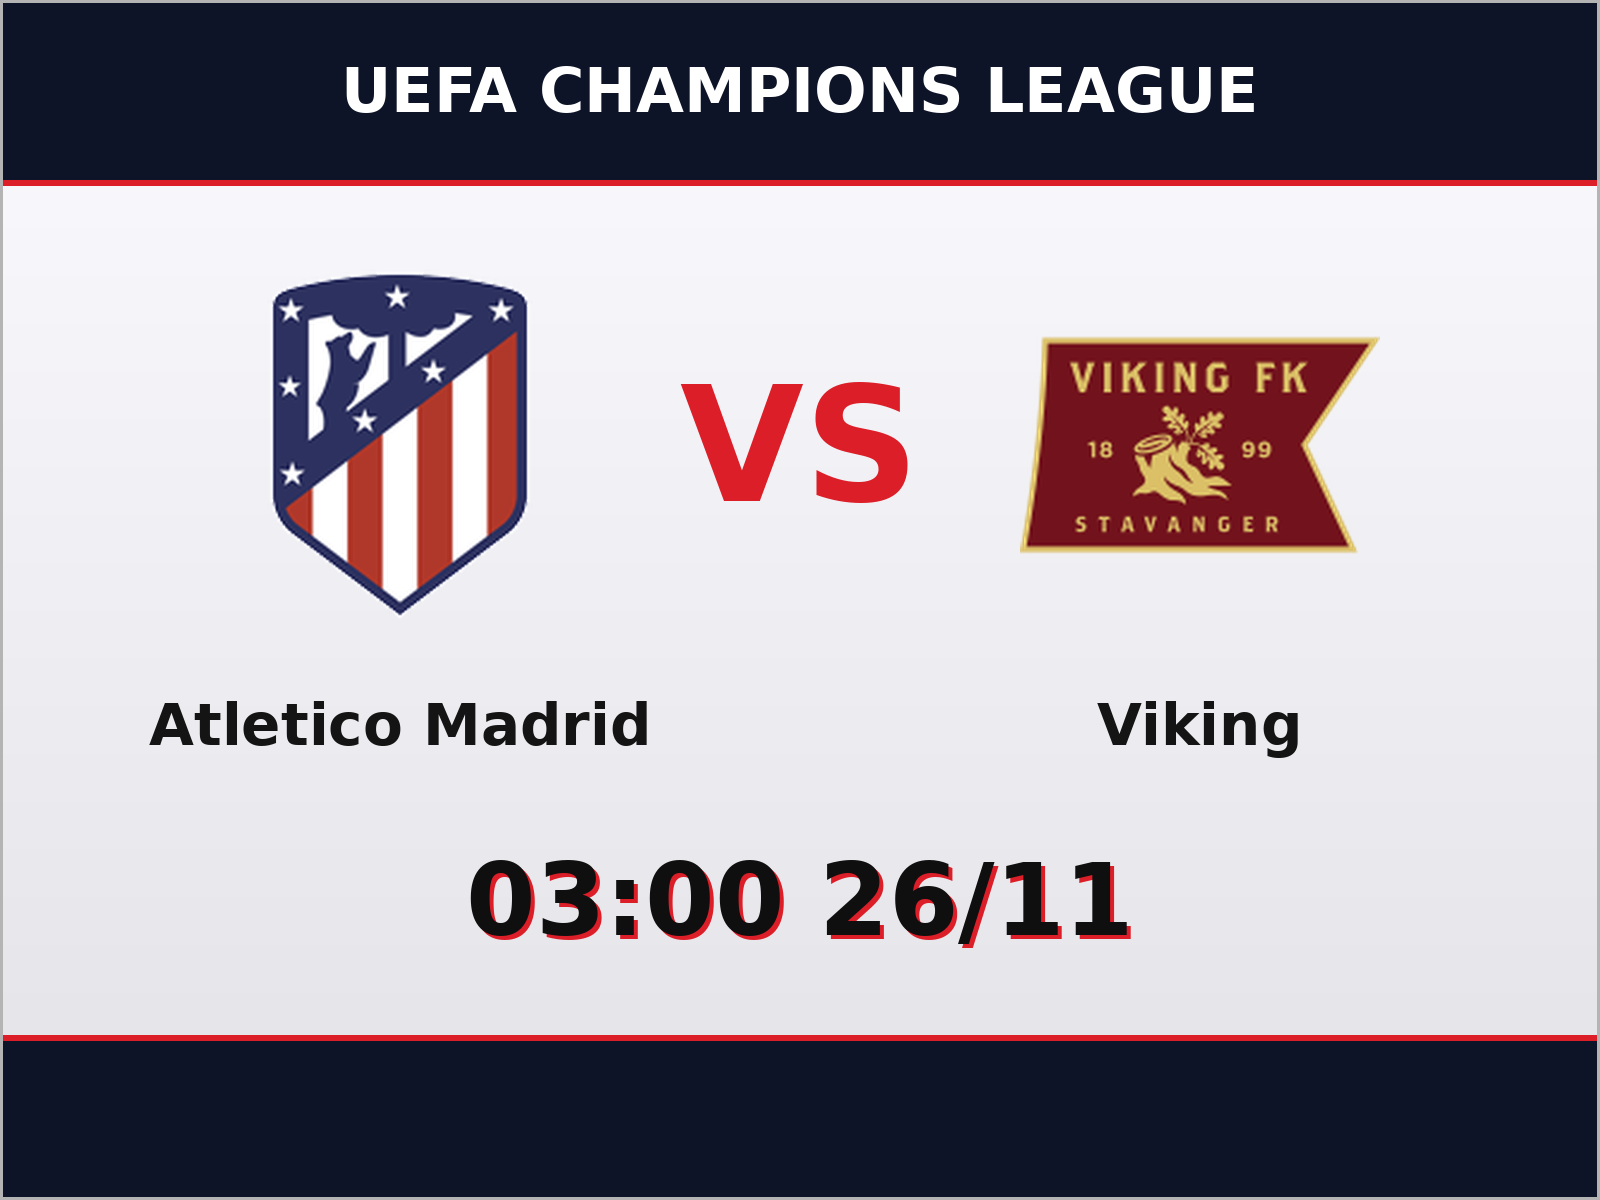 UEFA CHAMPIONS LEAGUE
VS
VIKING FK
18 99
STAVANGER
Atletico Madrid
Viking
03:00 26/11